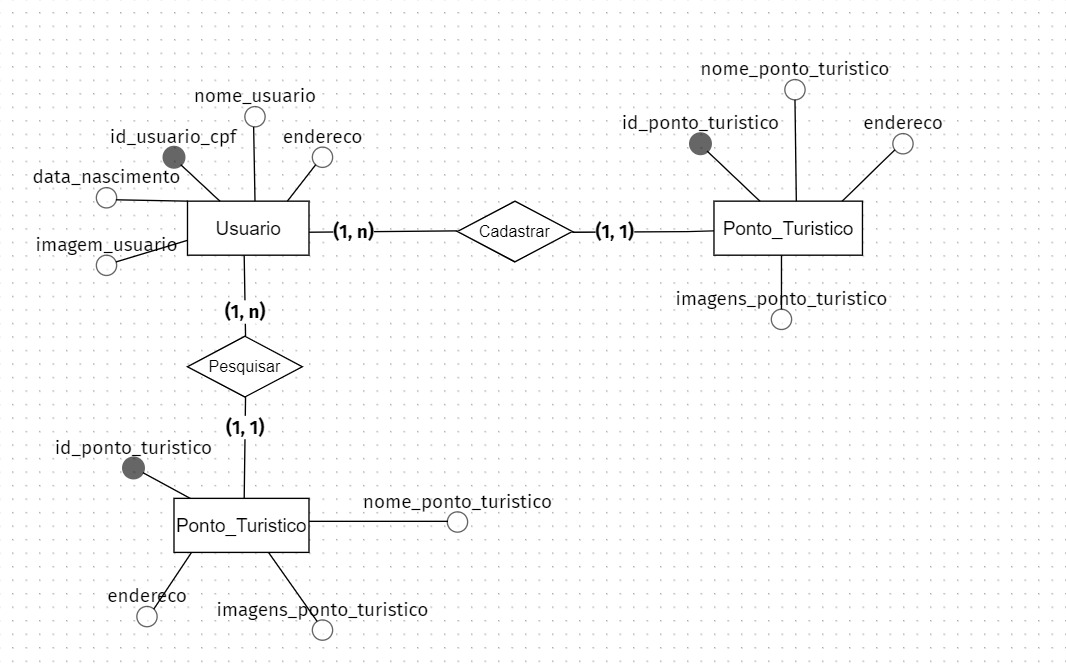 nome_ponto_turistico
nome_usuario
id_ponto_turistico
endereco
id_usuario_cpf
endereco
data_nascimento
Usuario
(1, n)
Cadastrar
(1, 1)
Ponto_Turistico
imagem_usuario
imagens_ponto_turistico
(1, n)
Pesquisar
(1, 1)
id_ponto_turistico
nome_ponto_turistico
Ponto_Turistico
endereco
imagens_ponto_turistico